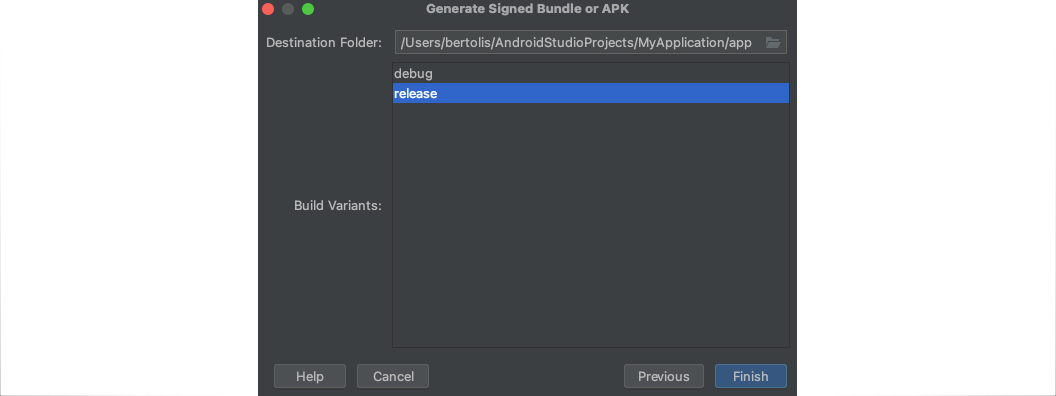 Generate Signed Bundle or APK
Destination Folder: /Users/bertolis/AndroidStudioProjects/MyApplication/app
debug
release
Build Variants:
Help Cancel Previous Finish